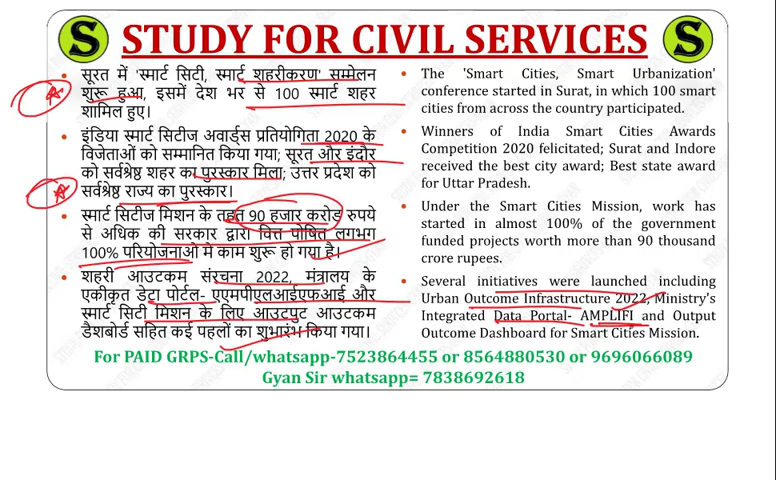 S STUDY FOR CIVIL SERVICES S
• सूरत में 'स्मार्ट सिटी, स्मार्ट शहरीकरण' सम्मेलन
शुरू हुआ, इसमें देश भर से 100 स्मार्ट शहर
शामिल हुए।
• इंडिया स्मार्ट सिटीज अवार्ड्स प्रतियोगिता 2020 के
विजेताओं को सम्मानित किया गया; सूरत और इंदौर
को सर्वश्रेष्ठ शहर का पुरस्कार मिला; उत्तर प्रदेश को
सर्वश्रेष्ठ राज्य का पुरस्कार।
• स्मार्ट सिटीज मिशन के तहत 90 हजार करोड़ रुपये
से अधिक की सरकार द्वारा वित्त पोषित लगभग
100% परियोजनाओं में काम शुरू हो गया है।
• शहरी आउटकम संरचना 2022, मंत्रालय के
एकीकृत डेटा पोर्टल- एएमपीएलआईएफआई और
स्मार्ट सिटी मिशन के लिए आउटपुट आउटकम
डैशबोर्ड सहित कई पहलों का शुभारंभ किया गया।
• The 'Smart Cities, Smart Urbanization'
conference started in Surat, in which 100 smart
cities from across the country participated.
• Winners of India Smart Cities Awards
Competition 2020 felicitated; Surat and Indore
received the best city award; Best state award
for Uttar Pradesh.
• Under the Smart Cities Mission, work has
started in almost 100% of the government
funded projects worth more than 90 thousand
crore rupees.
• Several initiatives were launched including
Urban Outcome Infrastructure 2022, Ministry's
Integrated Data Portal- AMPLIFI and Output
Outcome Dashboard for Smart Cities Mission.
For PAID GRPS-Call/whatsapp-7523864455 or 8564880530 or 9696066089
Gyan Sir whatsapp= 7838692618